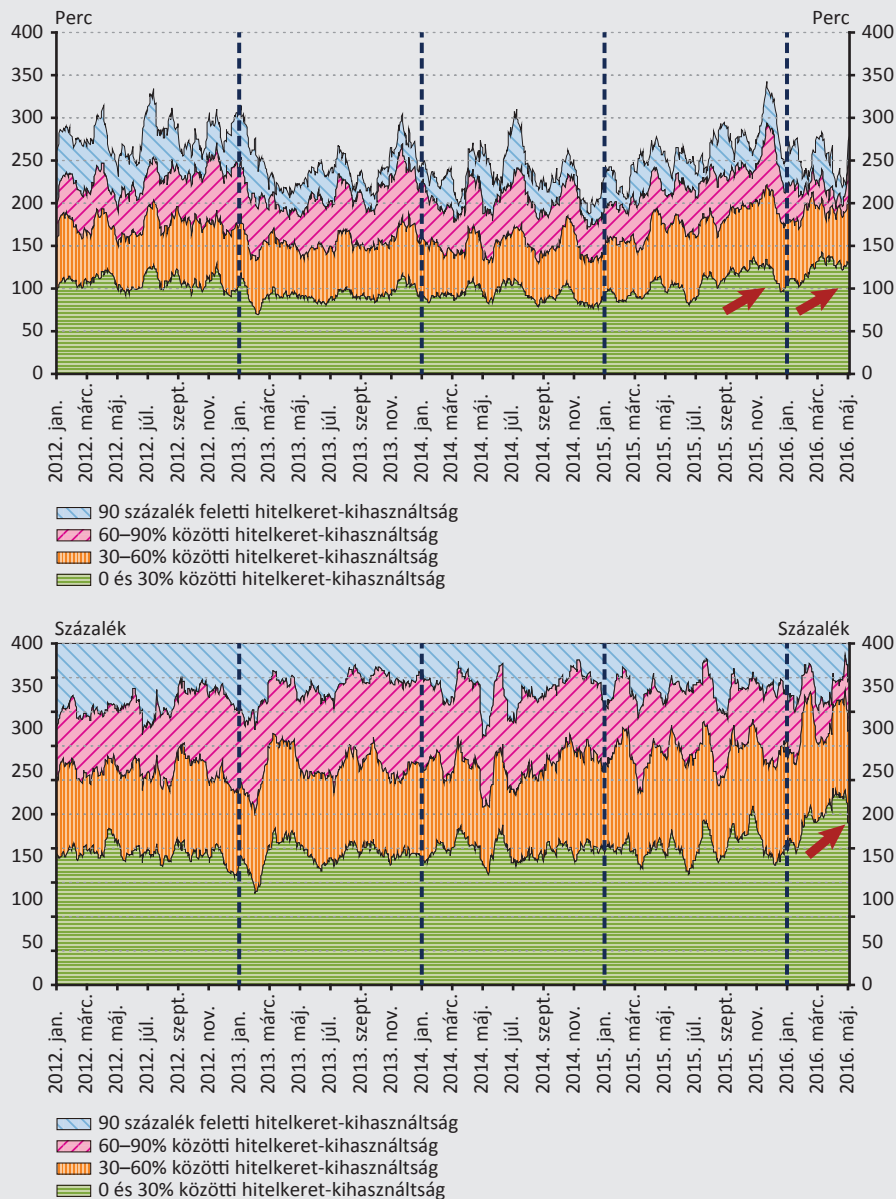 Perc Perc
400 400
350 350
300 300
250 250
200 200
150 150
100 100
50 50
0 0
2012. jan.
2012. márc.
2012. máj.
2012. júl.
2012. szept.
2012. nov.
2013. jan.
2013. márc.
2013. máj.
2013. júl.
2013. szept.
2013. nov.
2014. jan.
2014. márc.
2014. máj.
2014. júl.
2014. szept.
2014. nov.
2015. jan.
2015. márc.
2015. máj.
2015. júl.
2015. szept.
2015. nov.
2016. jan.
2016. márc.
2016. máj.
90 százalék feletti hitelkeret-kihasználtság
60–90% közötti hitelkeret-kihasználtság
30–60% közötti hitelkeret-kihasználtság
0 és 30% közötti hitelkeret-kihasználtság
Százalék Százalék
400 400
350 350
300 300
250 250
200 200
150 150
100 100
50 50
0 0
2012. jan.
2012. márc.
2012. máj.
2012. júl.
2012. szept.
2012. nov.
2013. jan.
2013. márc.
2013. máj.
2013. júl.
2013. szept.
2013. nov.
2014. jan.
2014. márc.
2014. máj.
2014. júl.
2014. szept.
2014. nov.
2015. jan.
2015. márc.
2015. máj.
2015. júl.
2015. szept.
2015. nov.
2016. jan.
2016. márc.
2016. máj.
90 százalék feletti hitelkeret-kihasználtság
60–90% közötti hitelkeret-kihasználtság
30–60% közötti hitelkeret-kihasználtság
0 és 30% közötti hitelkeret-kihasználtság